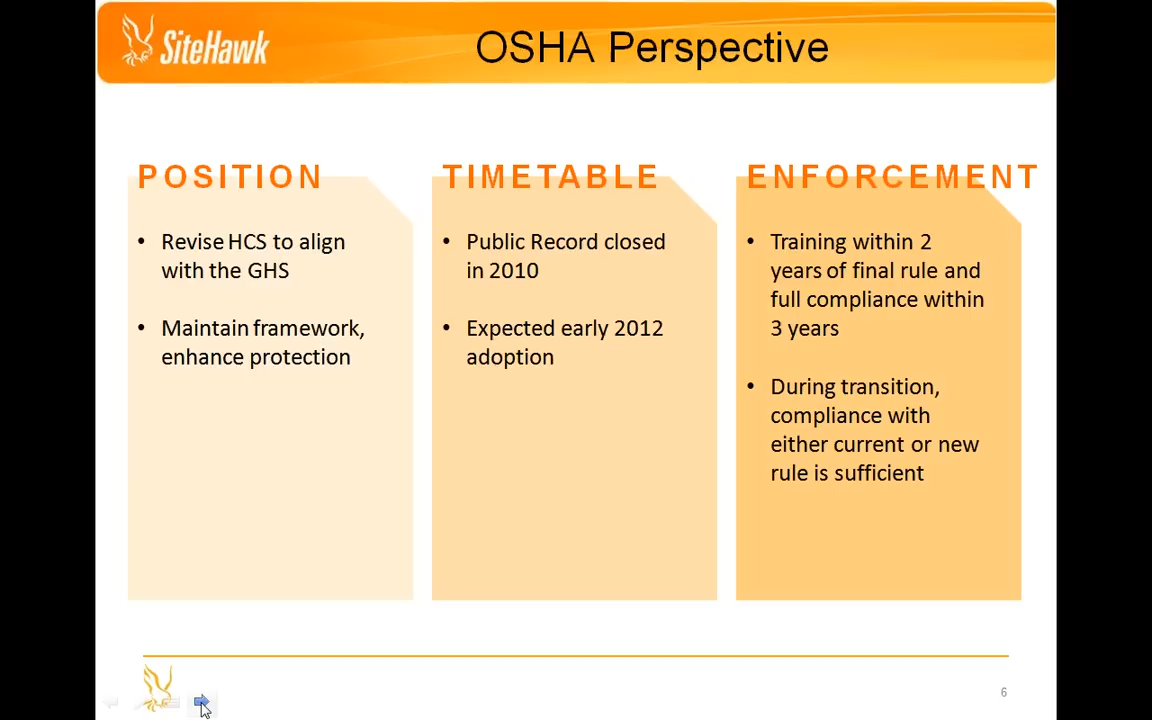 SiteHawk
OSHA Perspective
POSITION
• Revise HCS to align
with the GHS
• Maintain framework,
enhance protection
TIMETABLE
• Public Record closed
in 2010
• Expected early 2012
adoption
ENFORCEMENT
• Training within 2
years of final rule and
full compliance within
3 years
• During transition,
compliance with
either current or new
rule is sufficient
6